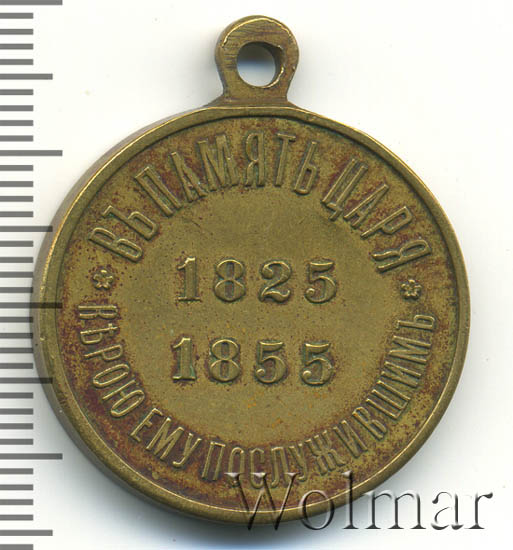 ВЪ ПАМЯТЬ ЦАРЯ
1825
1855
ВѢРОЮ ЕМУ ПОСЛУЖИВШИМЪ
Wolmar